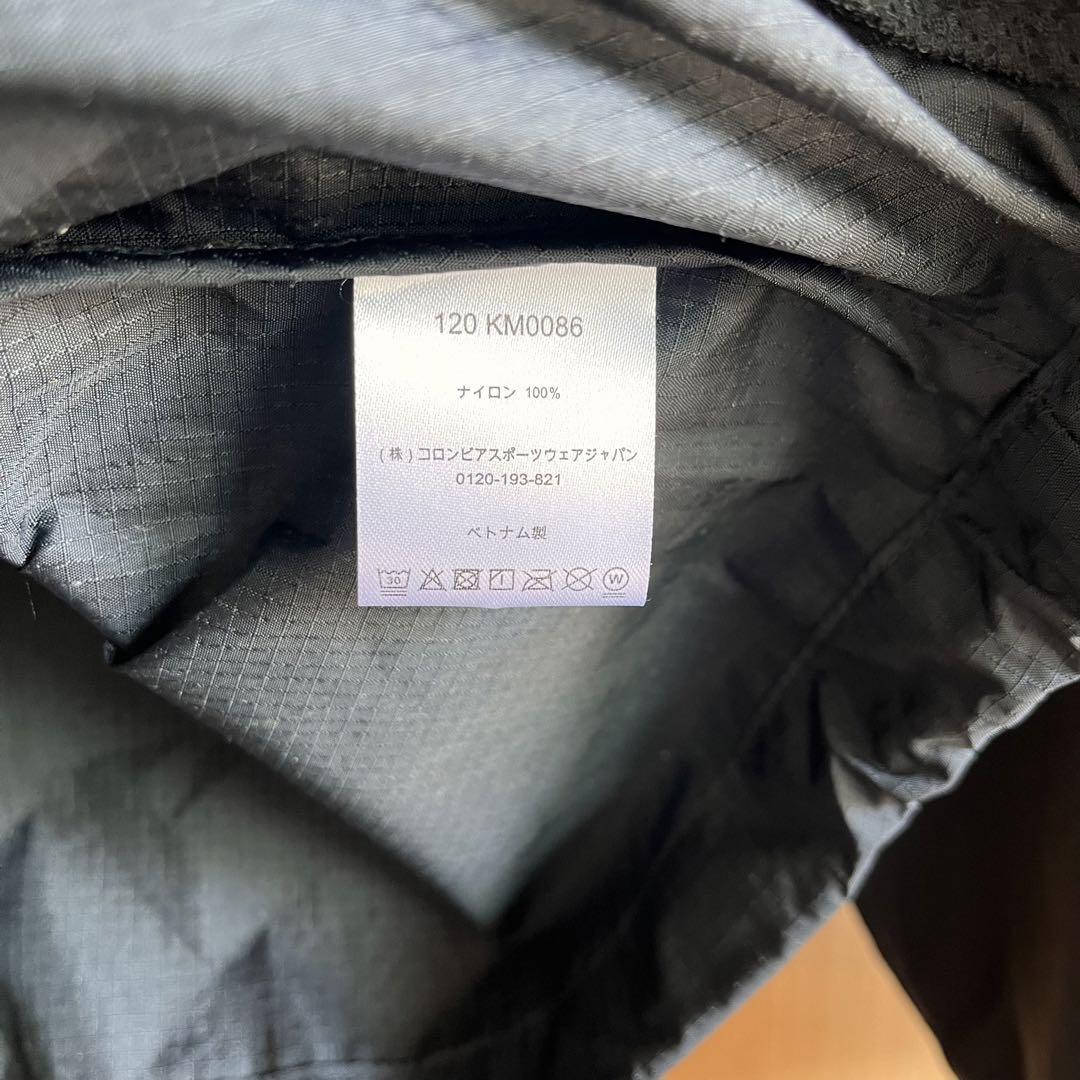 120 KM0086
ナイロン 100%
(株)コロンビアスポーツウェアジャパン
0120-193-821
ベトナム製
30 W